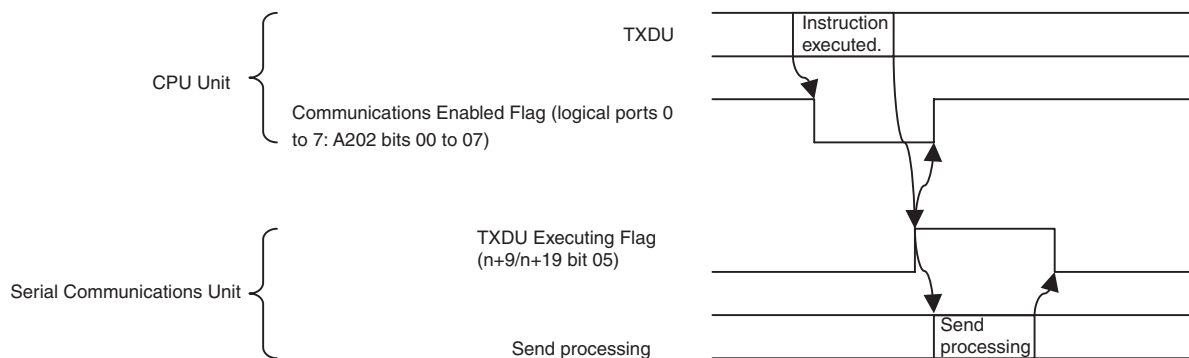 TXDU
Instruction
executed.
CPU Unit
Communications Enabled Flag (logical ports 0
to 7: A202 bits 00 to 07)
TXDU Executing Flag
(n+9/n+19 bit 05)
Serial Communications Unit
Send processing
Send
processing